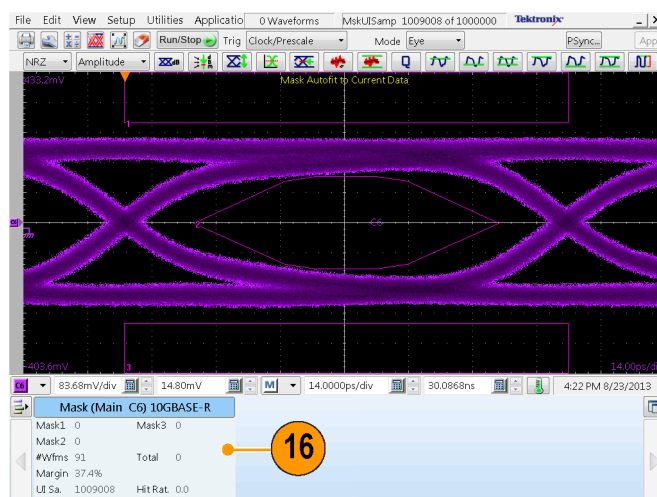 File Edit View Setup Utilities Applicatio 0 Waveforms MskUISamp 1009008 of 1000000 Tektronix
Run/Stop Trig Clock/Prescale Mode Eye PSync... App
NRZ Amplitude
433.2mV
Mask Autofit to Current Data
1
2
C6
3
-403.6mV
14.00ps/d
C6 83.68mV/div 14.80mV M 14.0000ps/div 30.0868ns 4:22 PM 8/23/2013
Mask (Main C6) 10GBASE-R
Mask1 0 Mask3 0
Mask2 0
#Wfms 91 Total 0
Margin 37.4%
UI Sa. 1009008 Hit Rat. 0.0
16